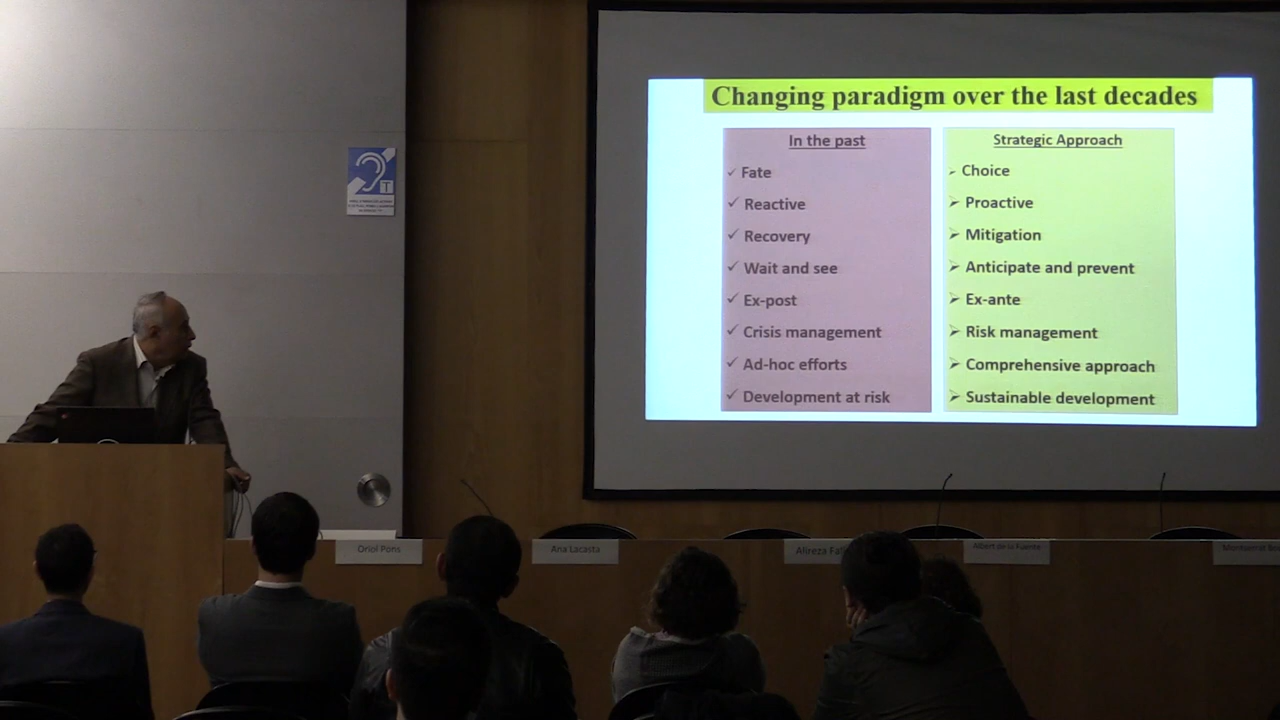 Changing paradigm over the last decades
In the past
Fate
Reactive
Recovery
Wait and see
Ex-post
Crisis management
Ad-hoc efforts
Development at risk
Strategic Approach
Choice
Proactive
Mitigation
Anticipate and prevent
Ex-ante
Risk management
Comprehensive approach
Sustainable development
T
Oriol Pons
Ana Lacasta
Alireza
Albert de la Fuente
Montserrat